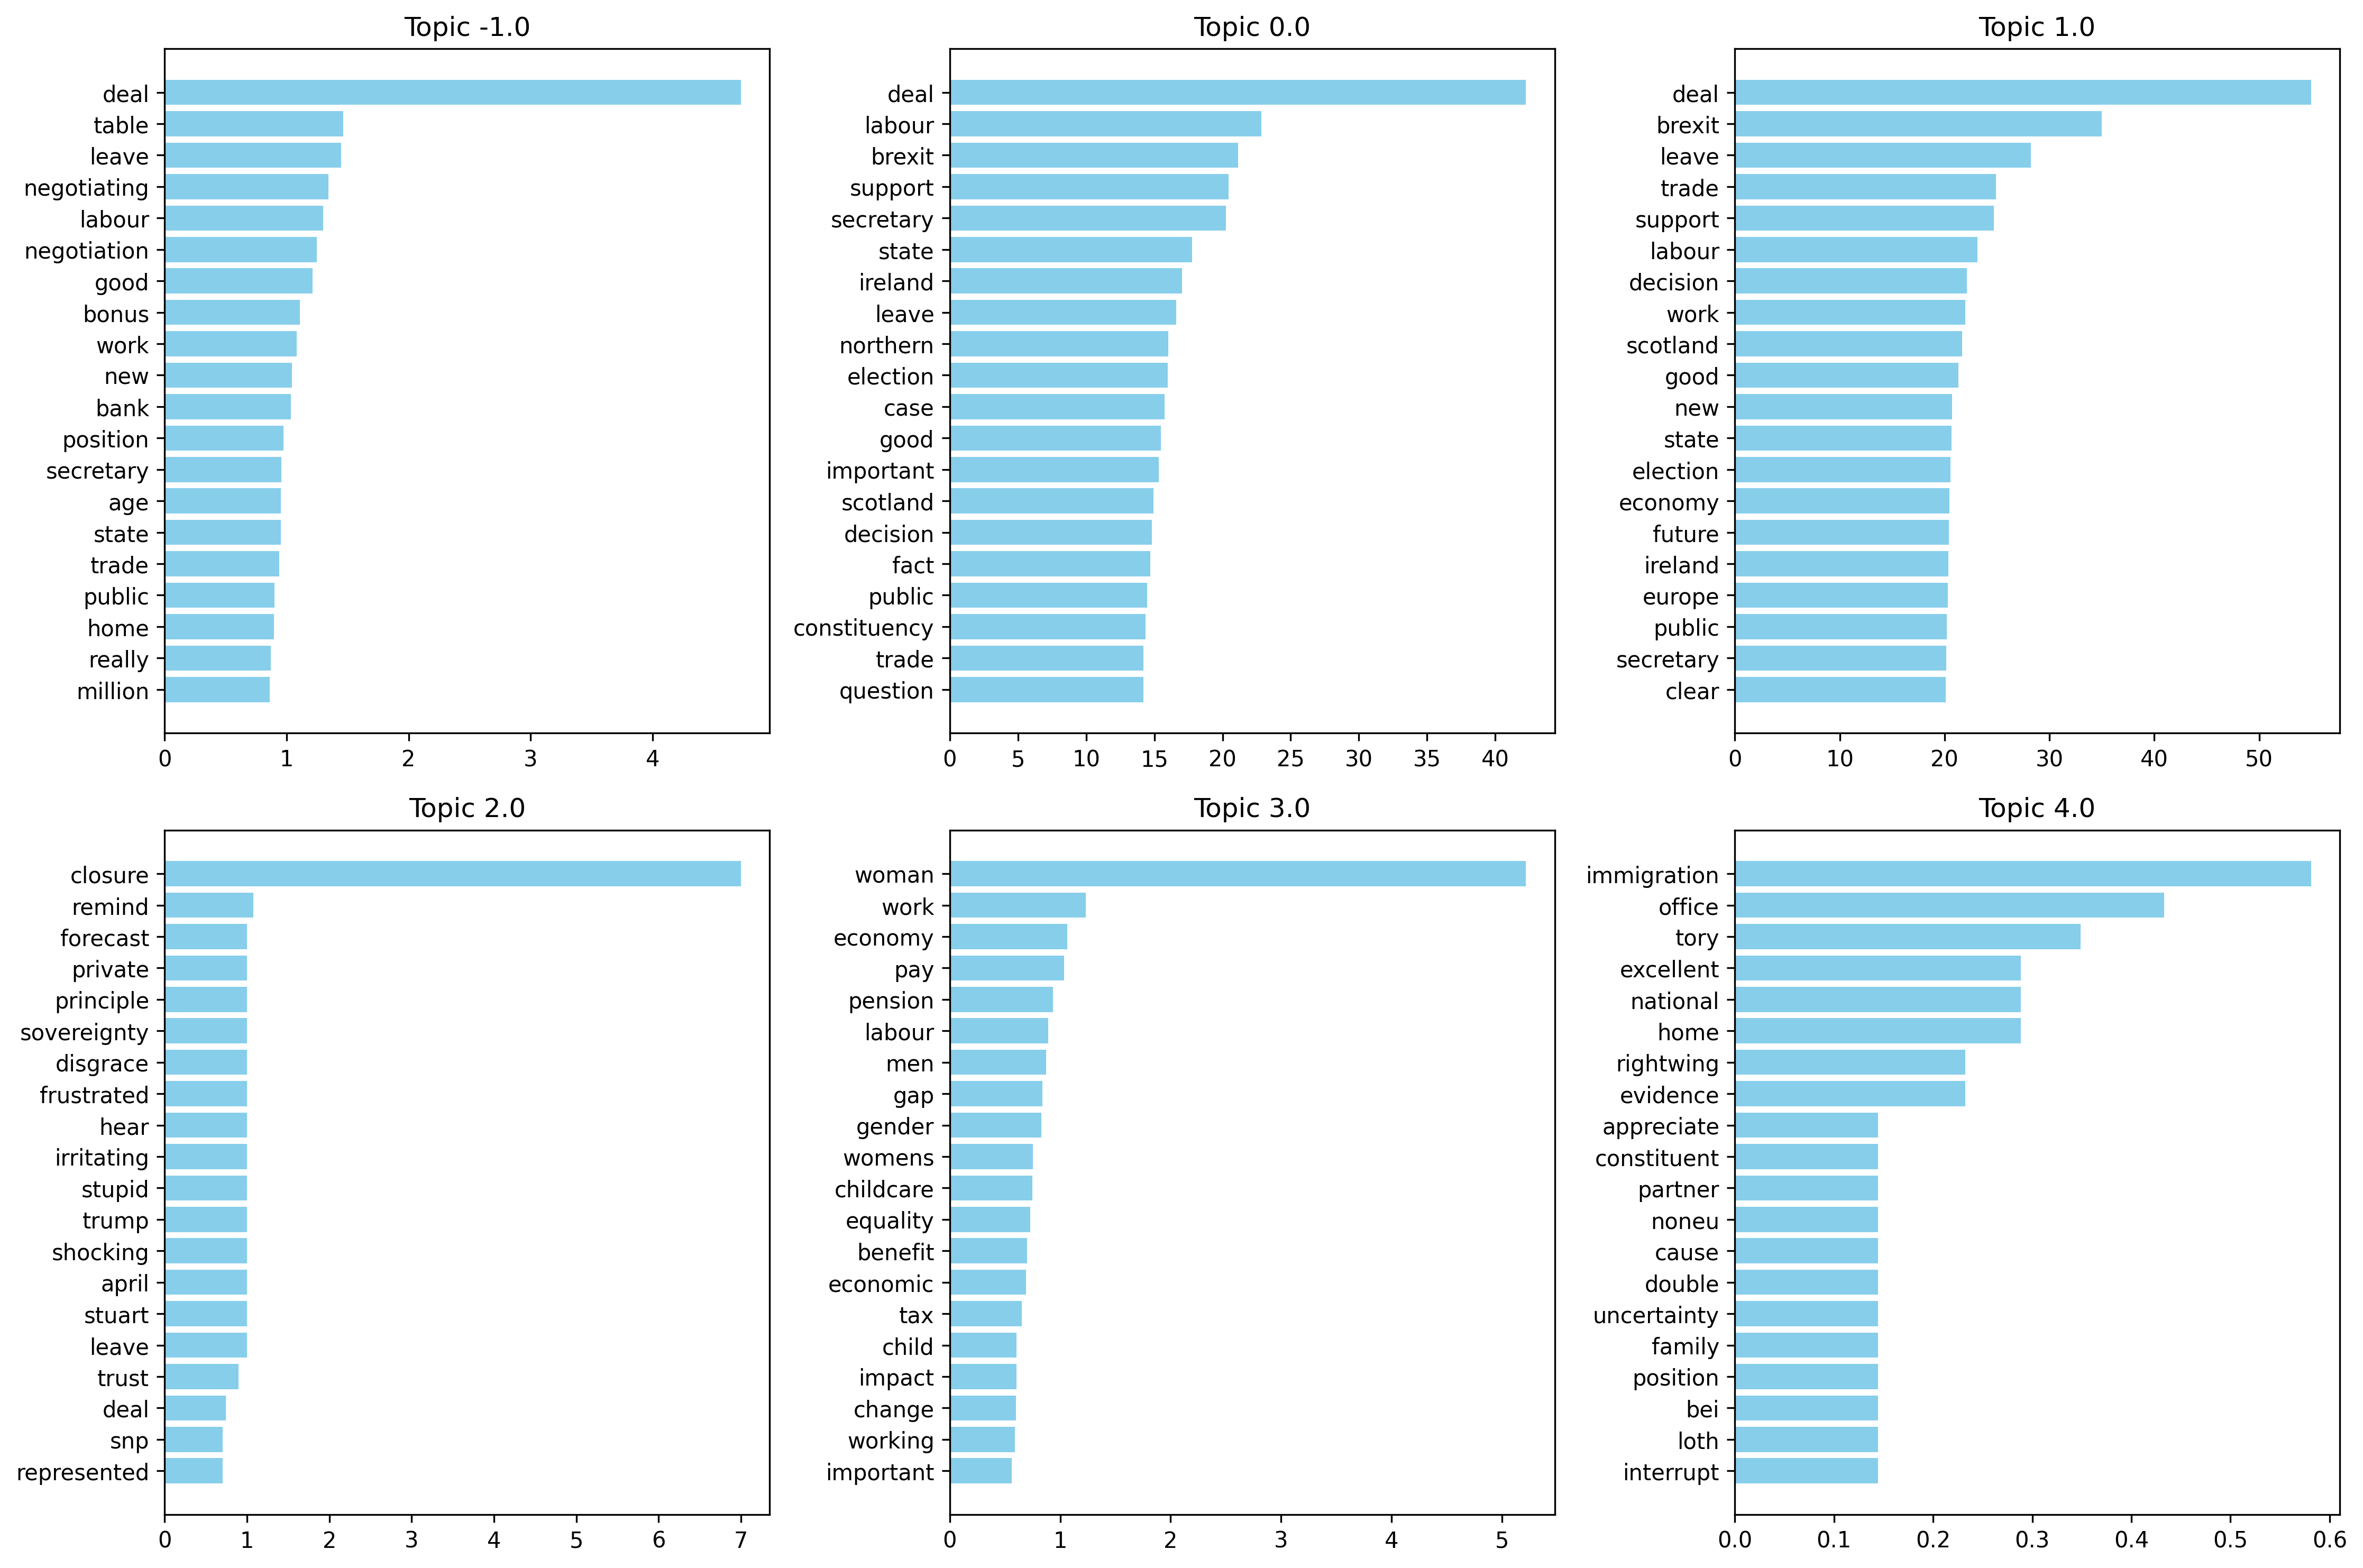 Topic -1.0
deal
table
leave
negotiating
labour
negotiation
good
bonus
work
new
bank
position
secretary
age
state
trade
public
home
really
million
0 1 2 3 4
Topic 0.0
deal
labour
brexit
support
secretary
state
ireland
leave
northern
election
case
good
important
scotland
decision
fact
public
constituency
trade
question
0 5 10 15 20 25 30 35 40
Topic 1.0
deal
brexit
leave
trade
support
labour
decision
work
scotland
good
new
state
election
economy
future
ireland
europe
public
secretary
clear
0 10 20 30 40 50
Topic 2.0
closure
remind
forecast
private
principle
sovereignty
disgrace
frustrated
hear
irritating
stupid
trump
shocking
april
stuart
leave
trust
deal
snp
represented
0 1 2 3 4 5 6 7
Topic 3.0
woman
work
economy
pay
pension
labour
men
gap
gender
womens
childcare
equality
benefit
economic
tax
child
impact
change
working
important
0 1 2 3 4 5
Topic 4.0
immigration
office
tory
excellent
national
home
rightwing
evidence
appreciate
constituent
partner
noneu
cause
double
uncertainty
family
position
bei
loth
interrupt
0.0 0.1 0.2 0.3 0.4 0.5 0.6